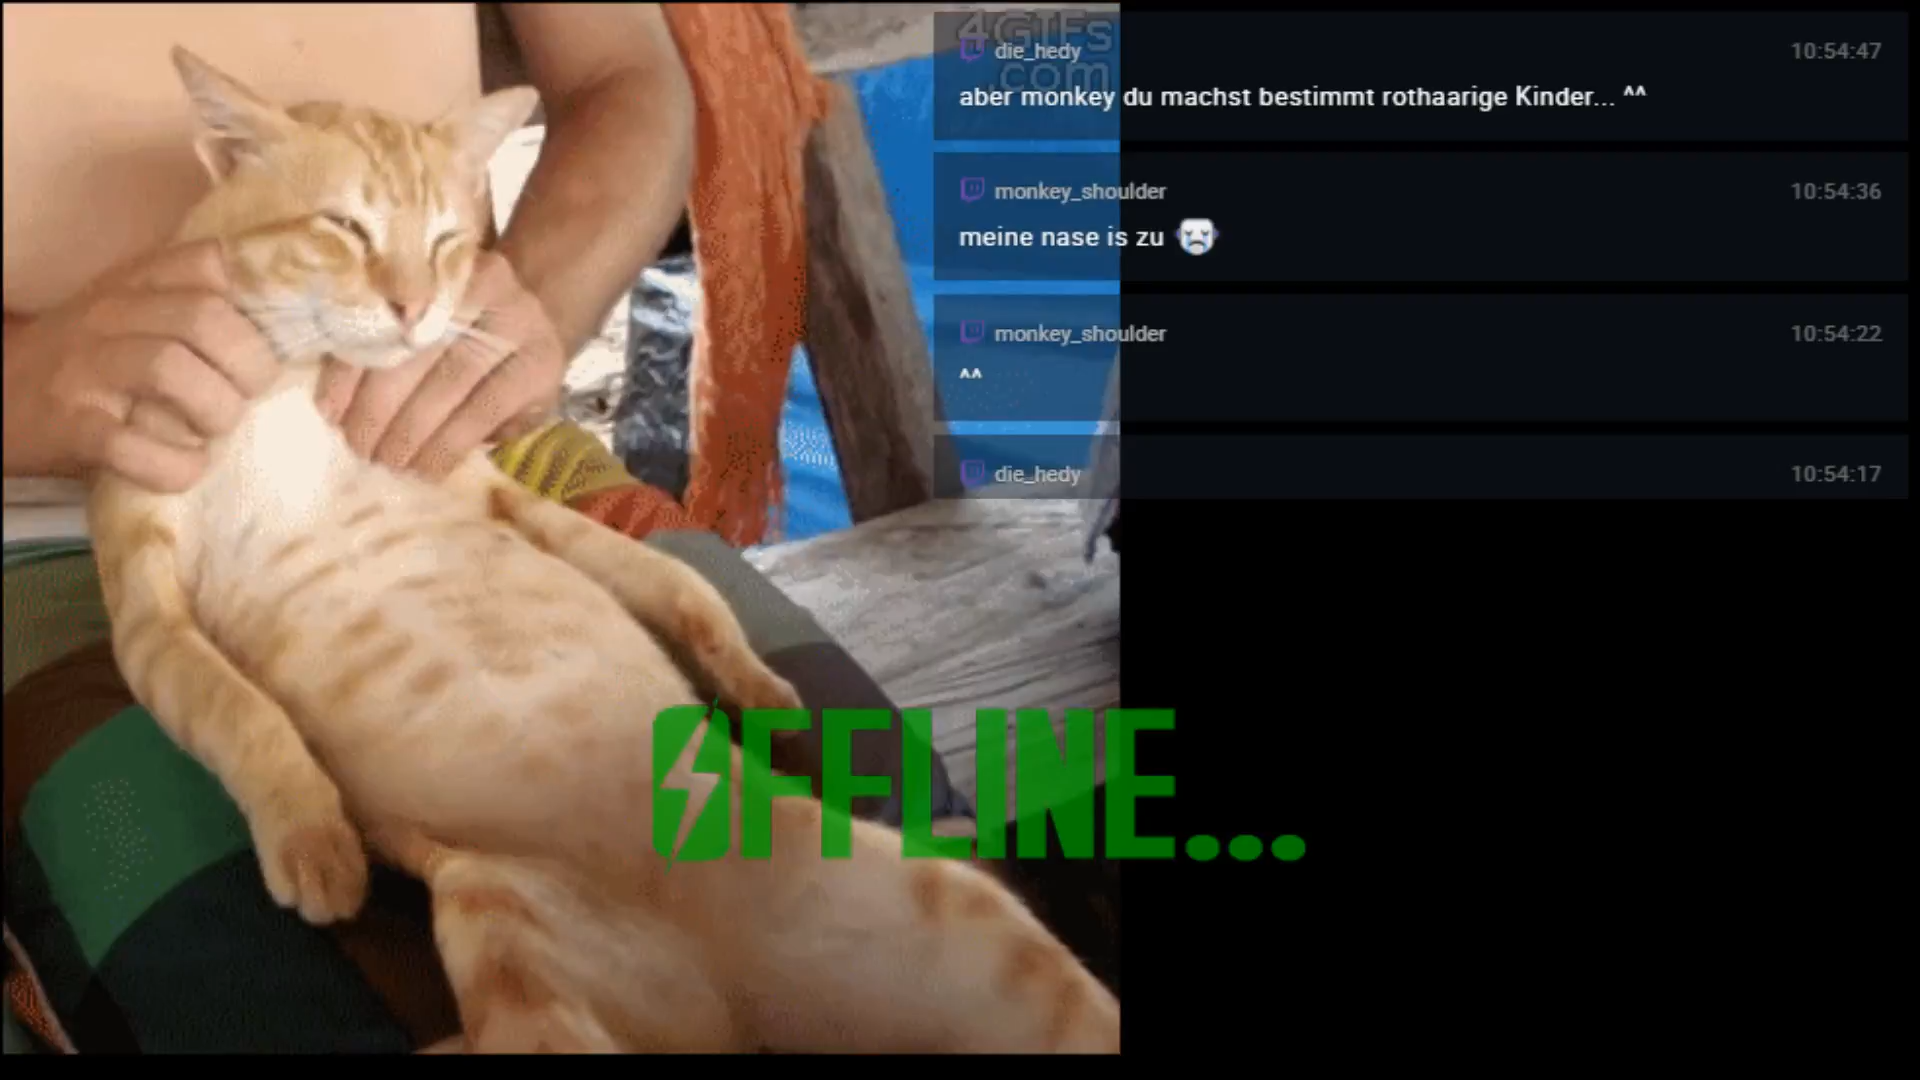 4GIFs
.com
die_hedy 10:54:47
aber monkey du machst bestimmt rothaarige Kinder... ^^
monkey_shoulder 10:54:36
meine nase is zu
monkey_shoulder 10:54:22
^^
die_hedy 10:54:17
OFFLINE...